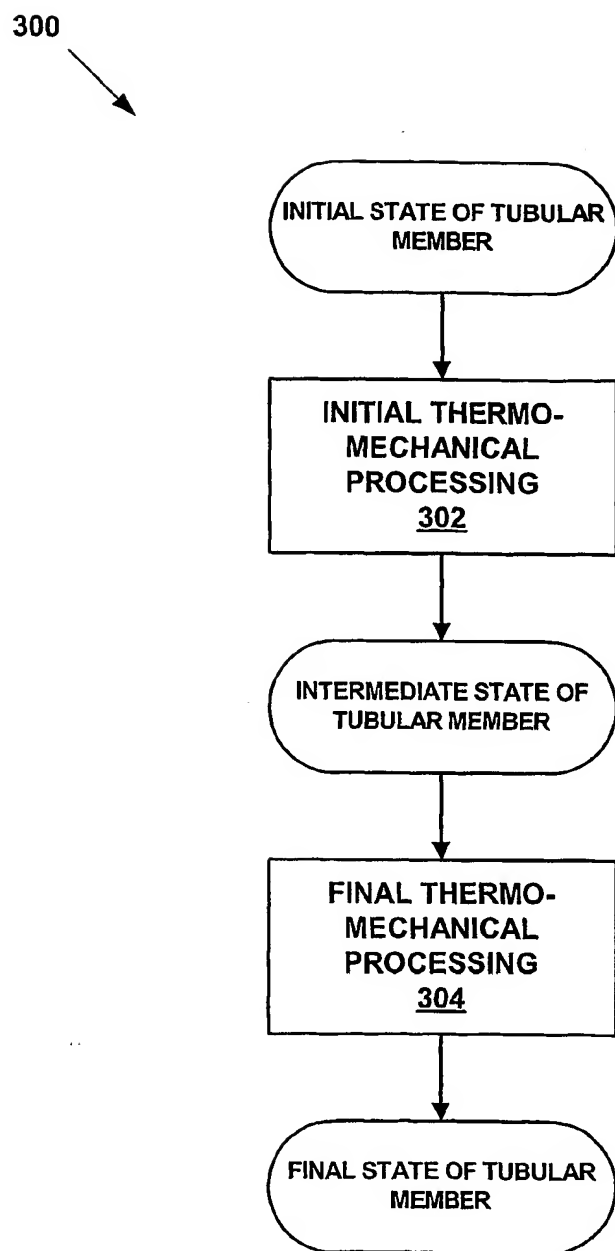 300
INITIAL STATE OF TUBULAR
MEMBER
INITIAL THERMO-
MECHANICAL
PROCESSING
302
INTERMEDIATE STATE OF
TUBULAR MEMBER
FINAL THERMO-
MECHANICAL
PROCESSING
304
FINAL STATE OF TUBULAR
MEMBER